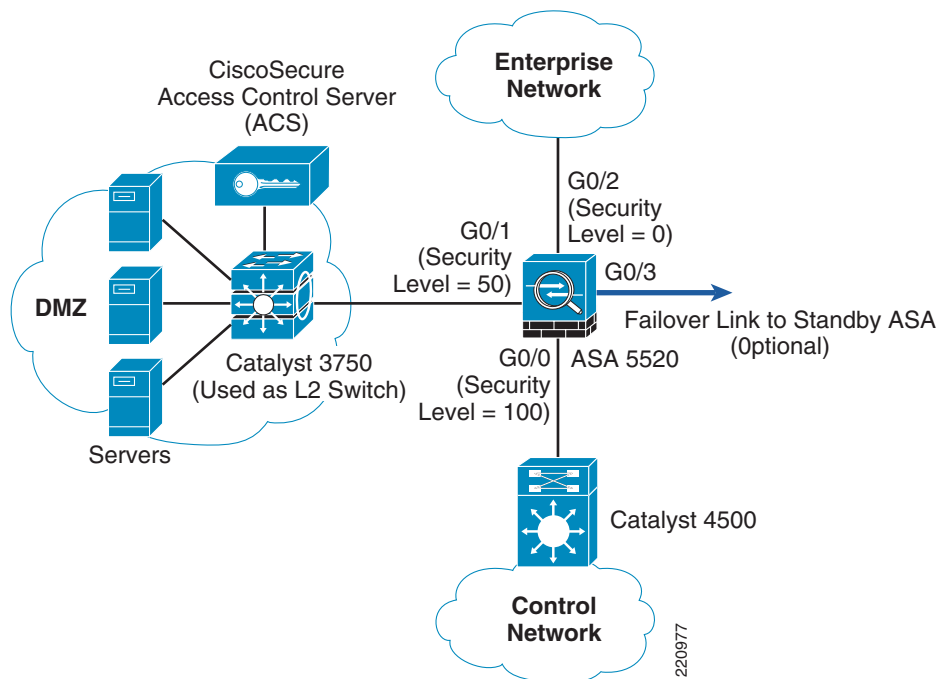 Enterprise
Network
CiscoSecure
Access Control Server
(ACS)
G0/2
(Security
Level = 0)
G0/1
(Security
Level = 50)
G0/3
DMZ
Failover Link to Standby ASA
(0ptional)
Catalyst 3750
(Used as L2 Switch)
G0/0
(Security
Level = 100)
ASA 5520
Servers
Catalyst 4500
Control
Network
220977